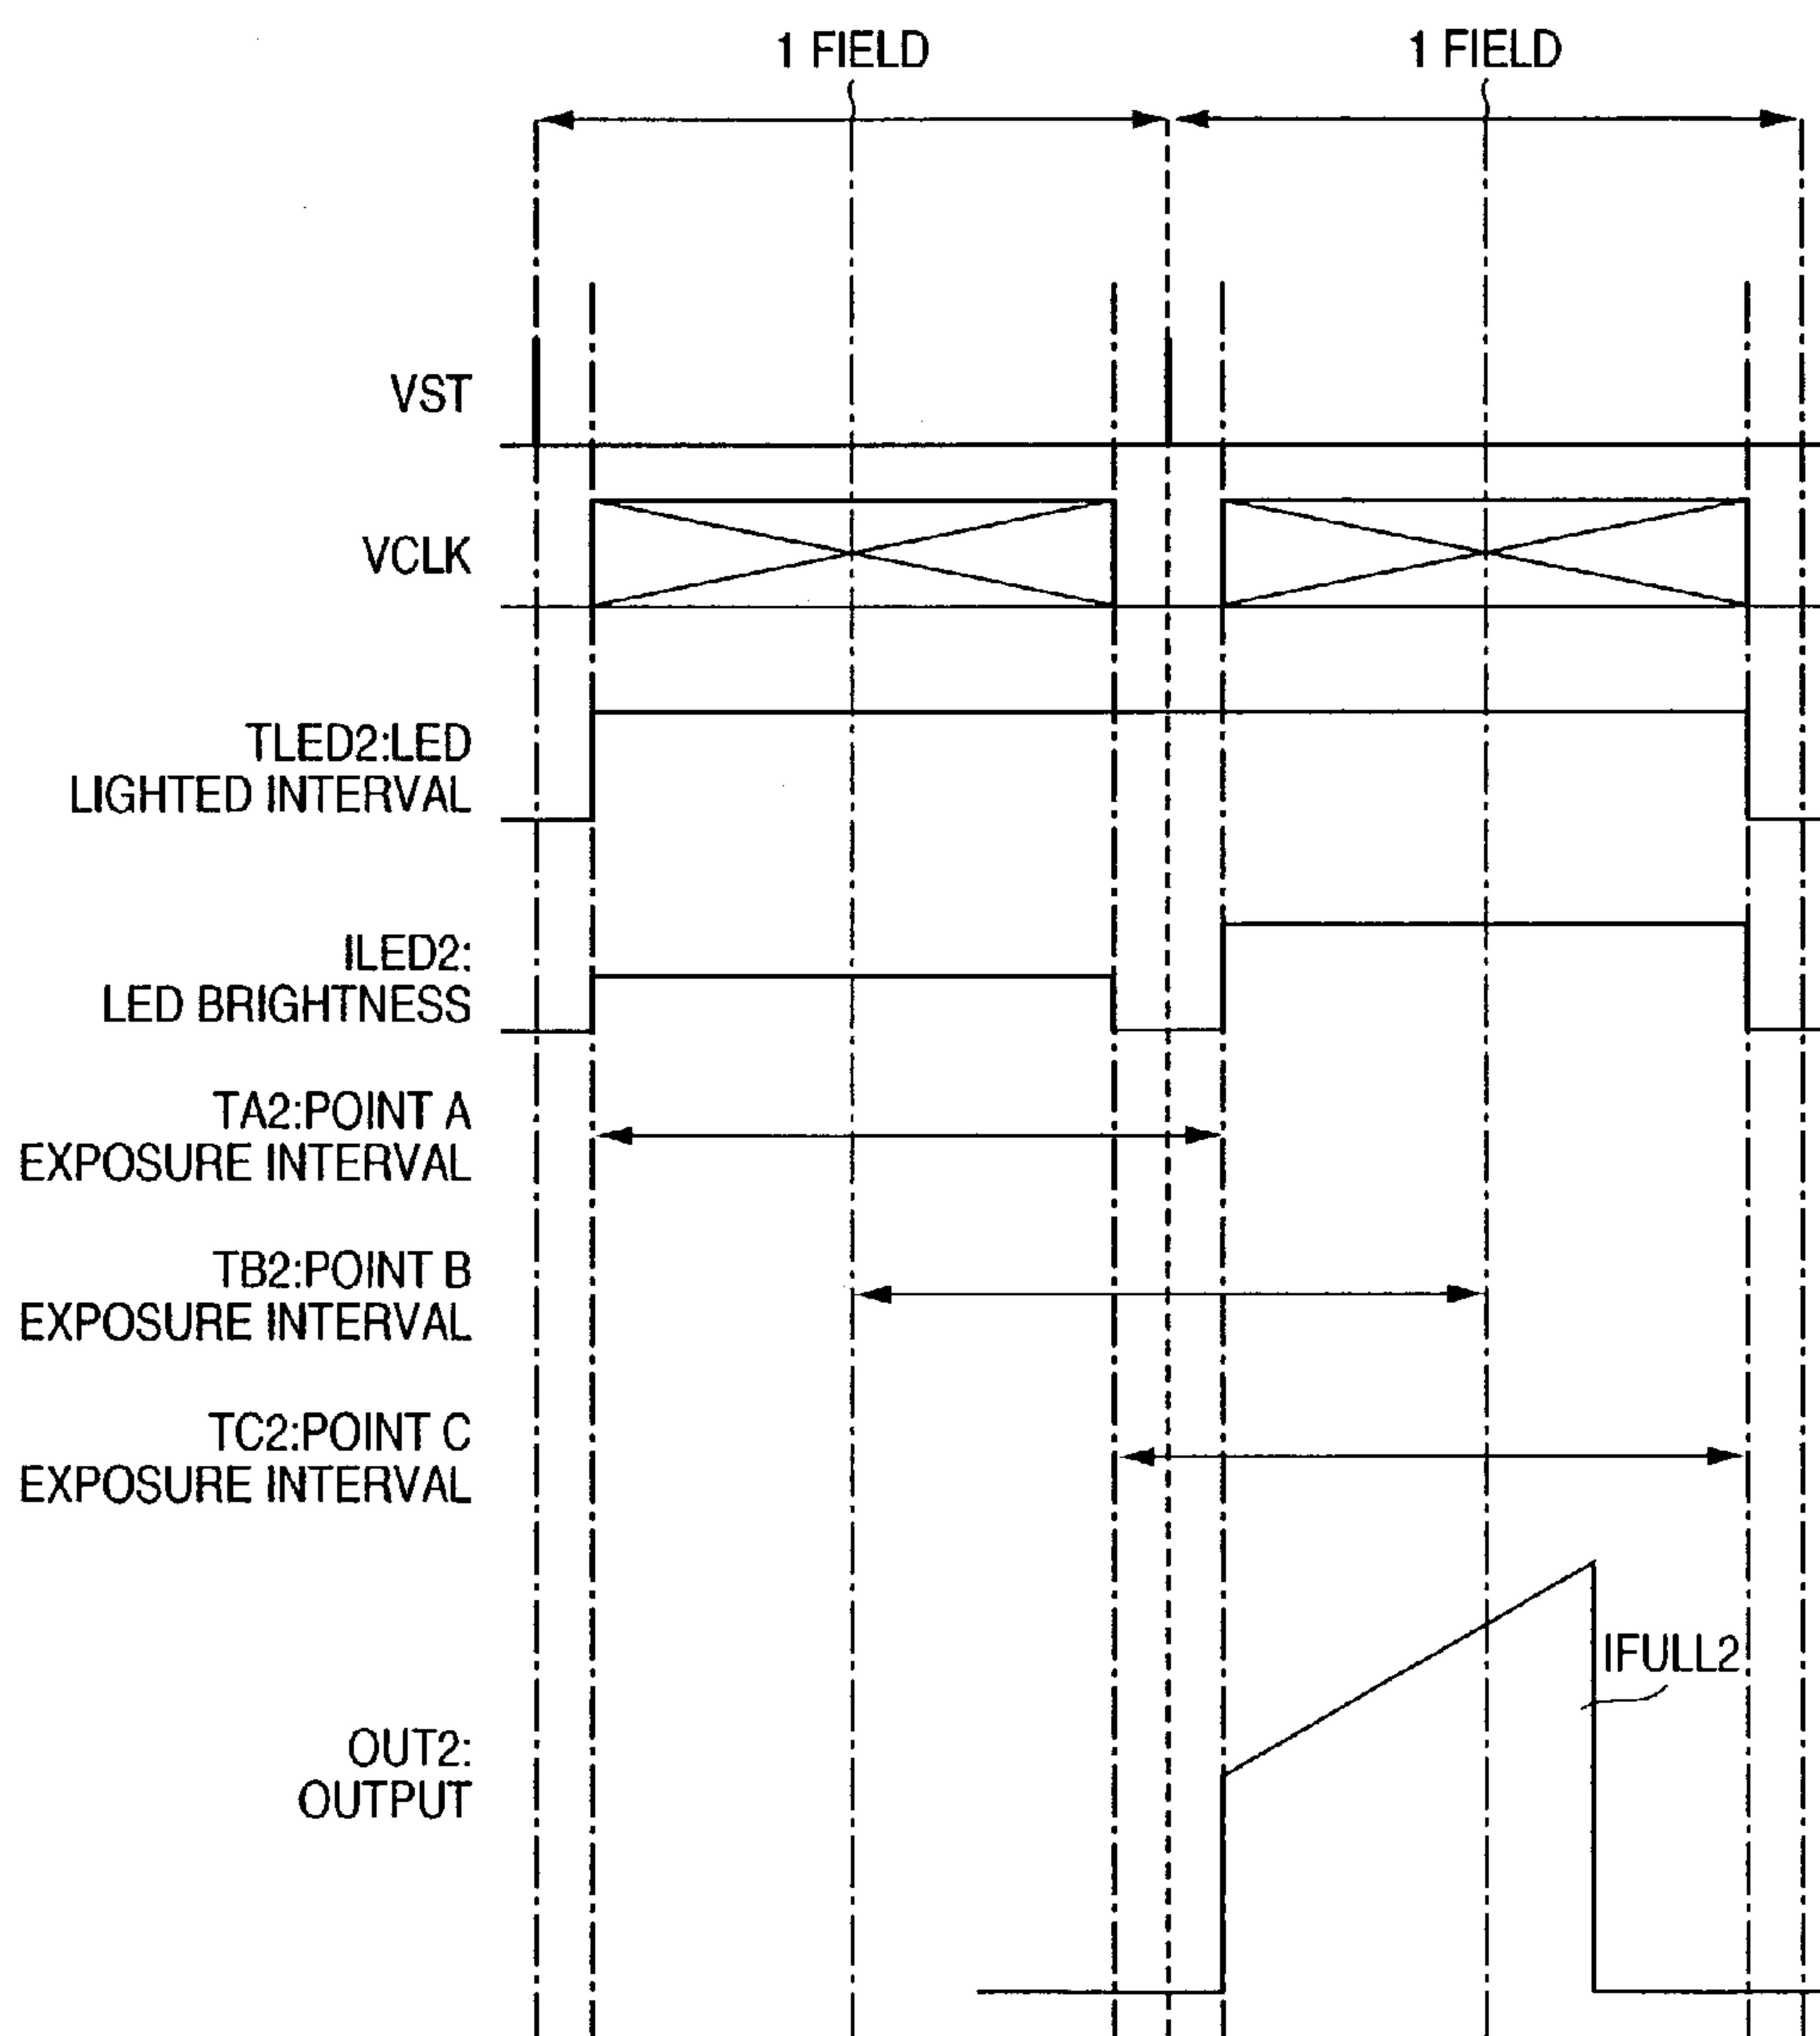 1 FIELD
1 FIELD
VST
VCLK
TLED2:LED
LIGHTED INTERVAL
ILED2:
LED BRIGHTNESS
TA2:POINT A
EXPOSURE INTERVAL
TB2:POINT B
EXPOSURE INTERVAL
TC2:POINT C
EXPOSURE INTERVAL
IFULL2
OUT2:
OUTPUT